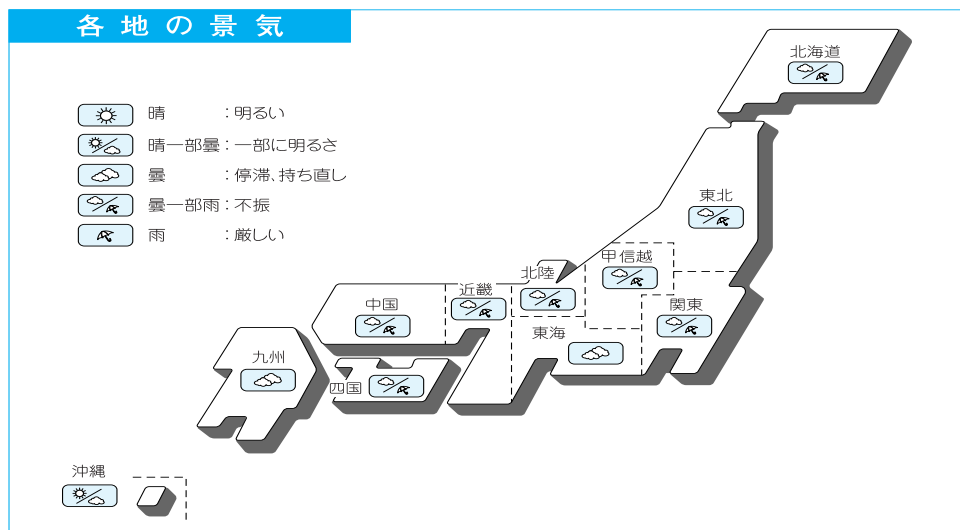 各地の景気
北海道
晴 ：明るい
晴一部曇：一部に明るさ
曇 ：停滞、持ち直し
曇一部雨：不振
雨 ：厳しい
東北
甲信越
北陸
近畿
中国
関東
東海
九州
四国
沖縄